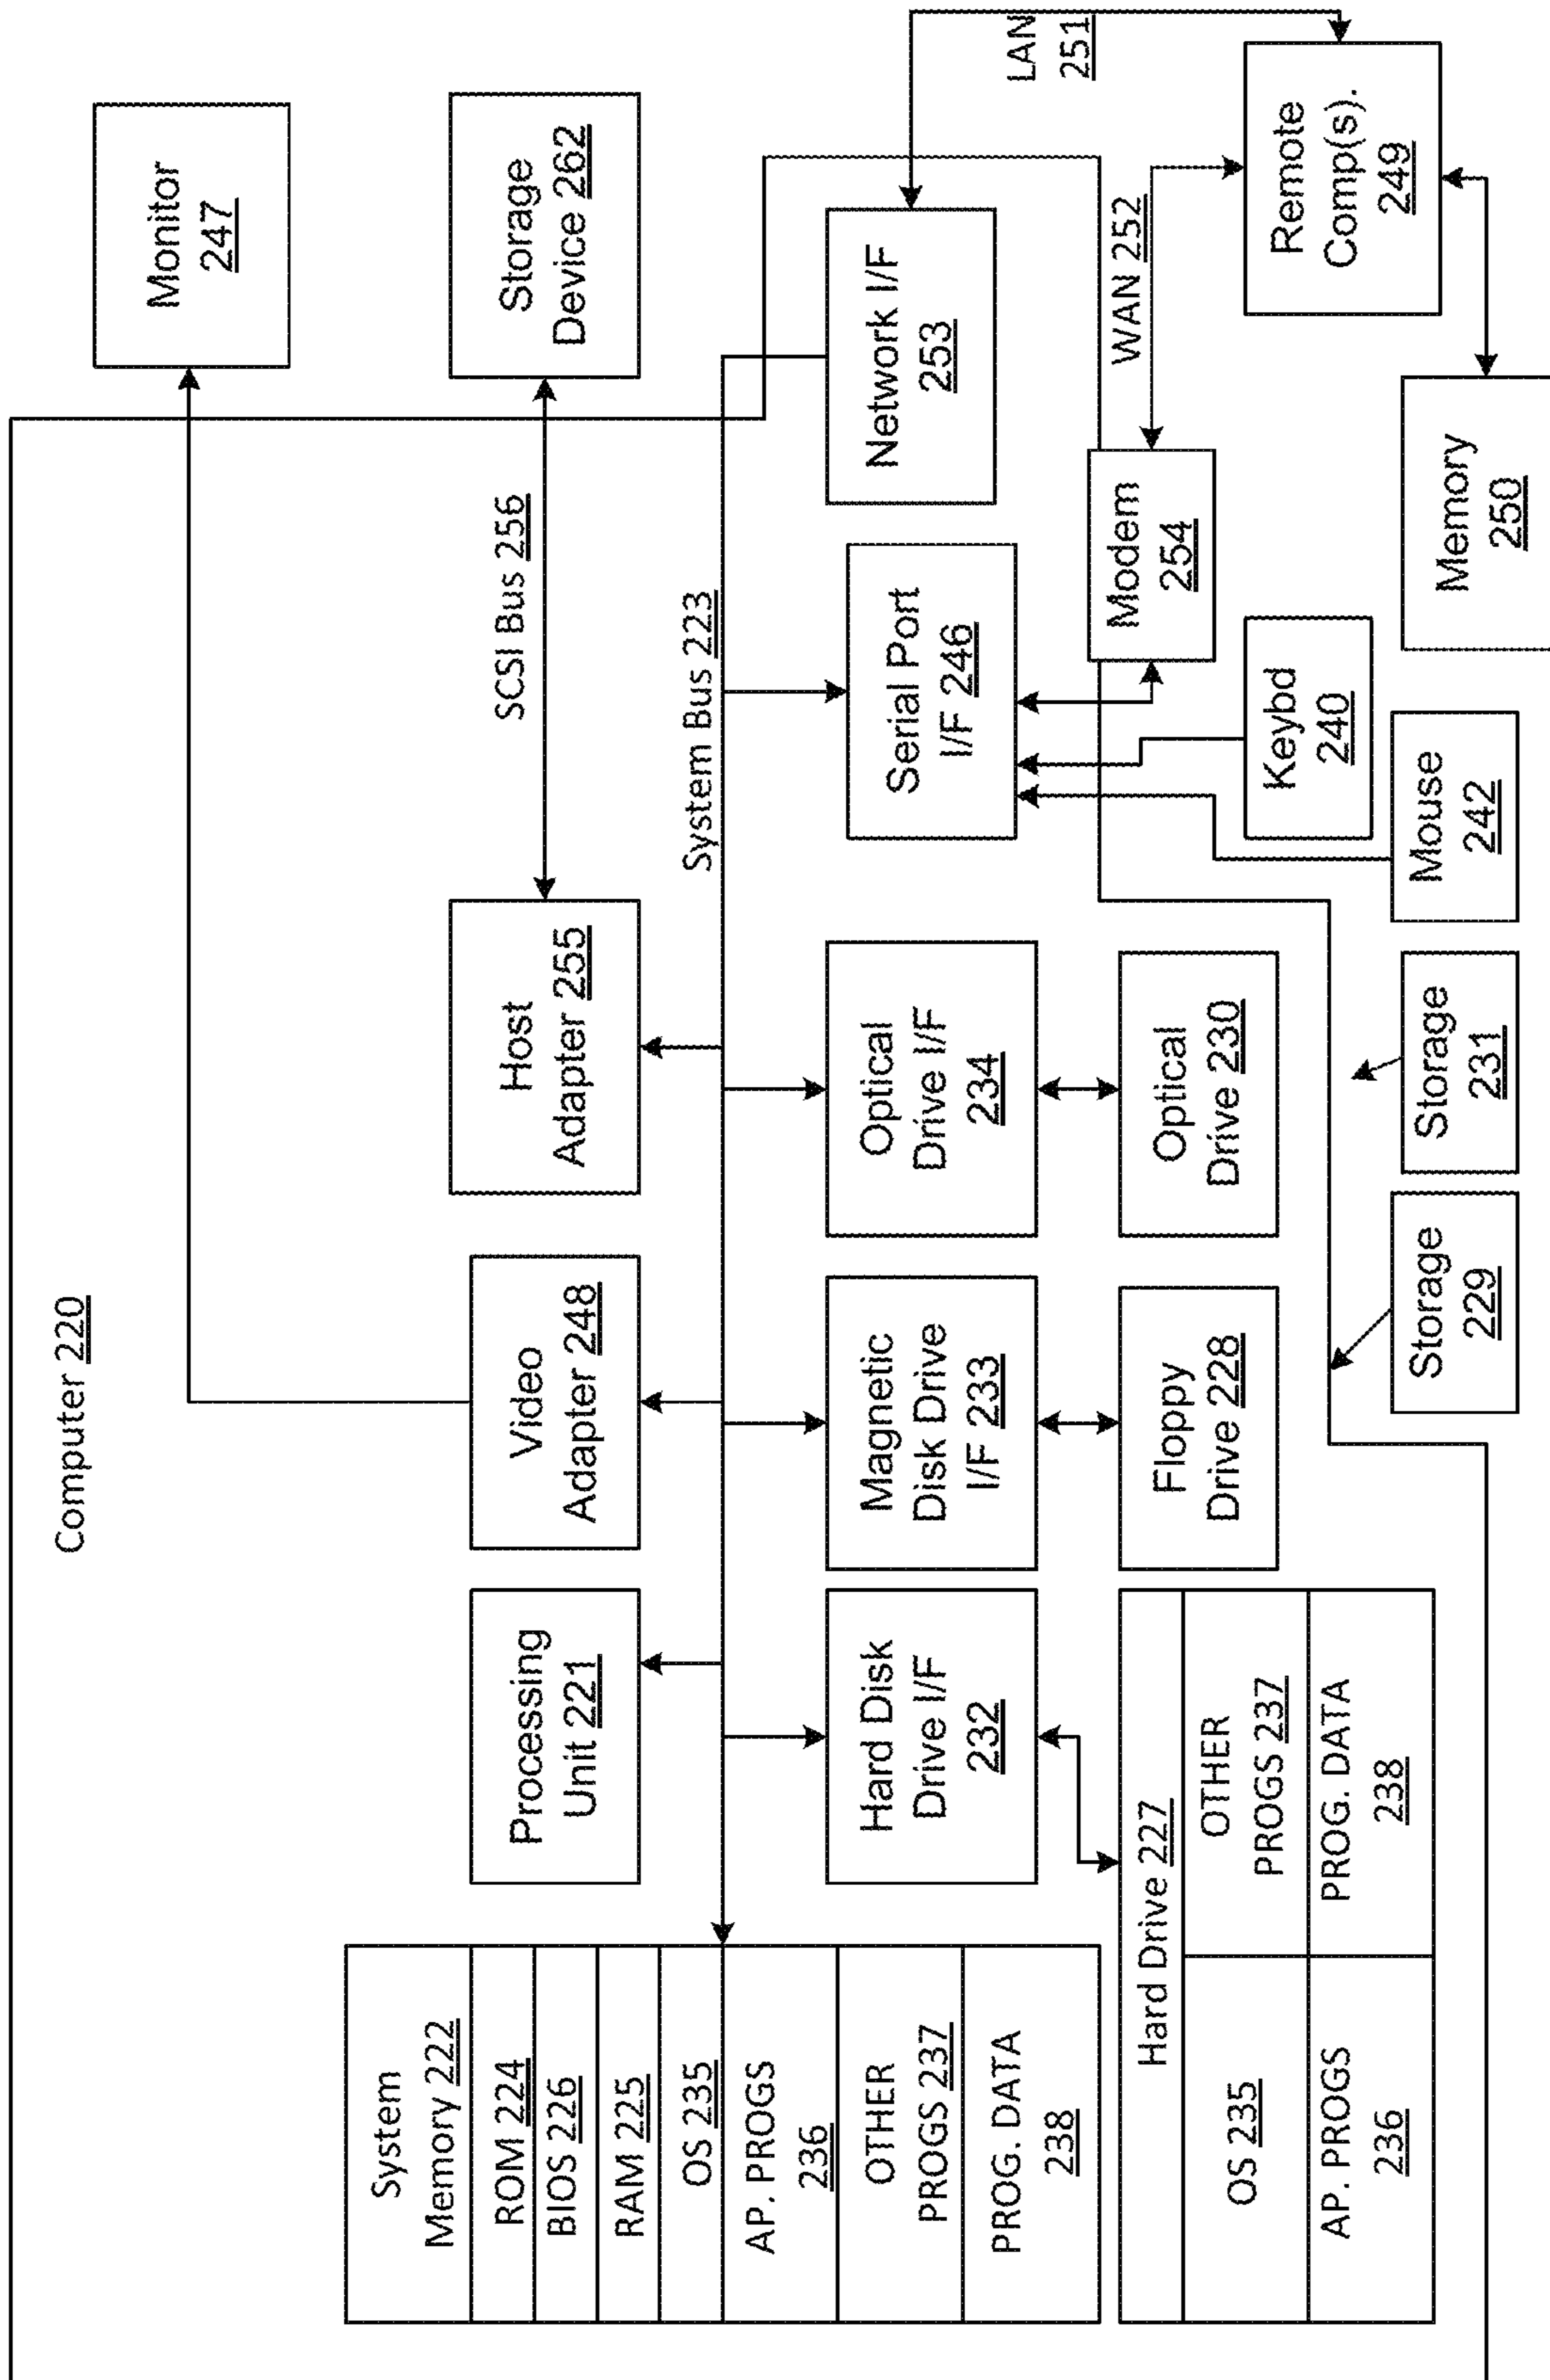 Computer 220
Monitor
247
System
Memory 222
ROM 224
BIOS 226
RAM 225
OS 235
AP. PROGS
236
OTHER
PROGS 237
PROG. DATA
238
Processing
Unit 221
Video
Adapter 248
Host
Adapter 255
SCSI Bus 256
Storage
Device 262
System Bus 223
Hard Disk
Drive I/F
232
Magnetic
Disk Drive
I/F 233
Optical
Drive I/F
234
Serial Port
I/F 246
Network I/F
253
LAN
251
Hard Drive 227
OS 235
OTHER
PROGS 237
AP. PROGS
236
PROG. DATA
238
Floppy
Drive 228
Optical
Drive 230
Modem
254
WAN 252
Remote
Comp(s).
249
Storage
229
Storage
231
Mouse
242
Keybd
240
Memory
250